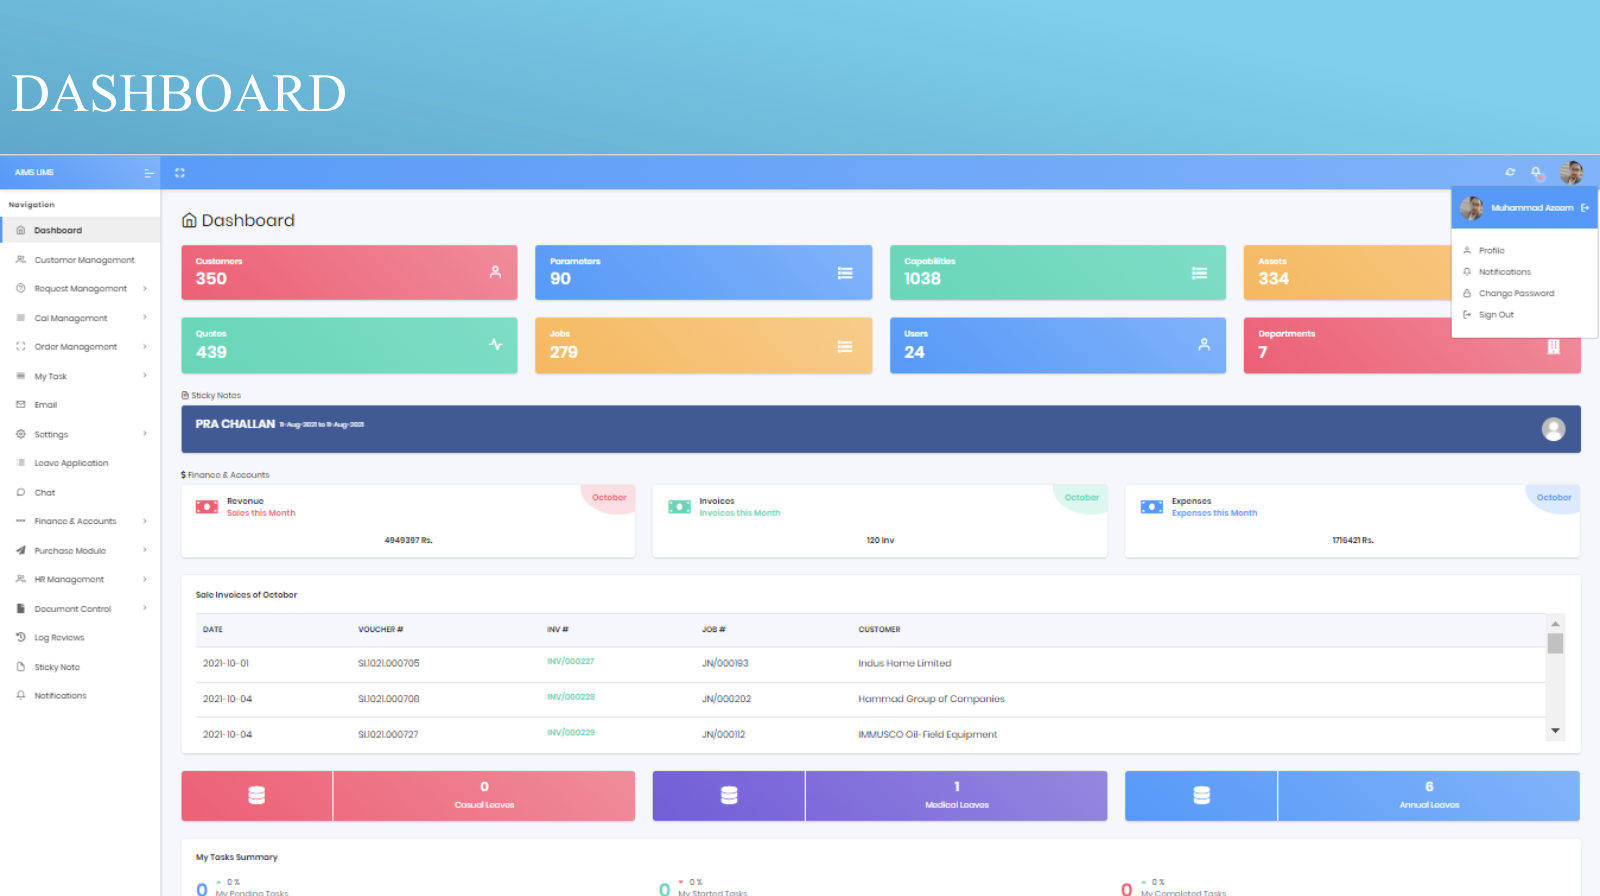 DASHBOARD
AIMS LIMS
Navigation
Dashboard
Customer Management
Request Management
Cal Management
Order Management
My Task
Email
Settings
Leave Application
Chat
Finance & Accounts
Purchase Module
HR Management
Document Control
Log Reviews
Sticky Note
Notifications
Muhammad Azeem
Profile
Notifications
Change Password
Sign Out
Dashboard
Customers
350
Parameters
90
Capabilities
1038
Assets
334
Quotes
439
Jobs
279
Users
24
Departments
7
Sticky Notes
PRA CHALLAN 11-Aug-2021 to 11-Aug-2021
$ Finance & Accounts
Revenue
Sales this Month
October
4949397 Rs.
Invoices
Invoices this Month
October
120 Inv
Expenses
Expenses this Month
October
1716421 Rs.
Sale Invoices of October
DATE VOUCHER # INV # JOB # CUSTOMER
2021-10-01 SI.1021.000705 INV/000227 JN/000193 Indus Home Limited
2021-10-04 SI.1021.000708 INV/000228 JN/000202 Hammad Group of Companies
2021-10-04 SI.1021.000727 INV/000229 JN/000112 IMMUSCO Oil-Field Equipment
0
Casual Leaves
1
Medical Leaves
6
Annual Leaves
My Tasks Summary
0 0 %
My Pending Tasks
0 0 %
My Started Tasks
0 0 %
My Completed Tasks